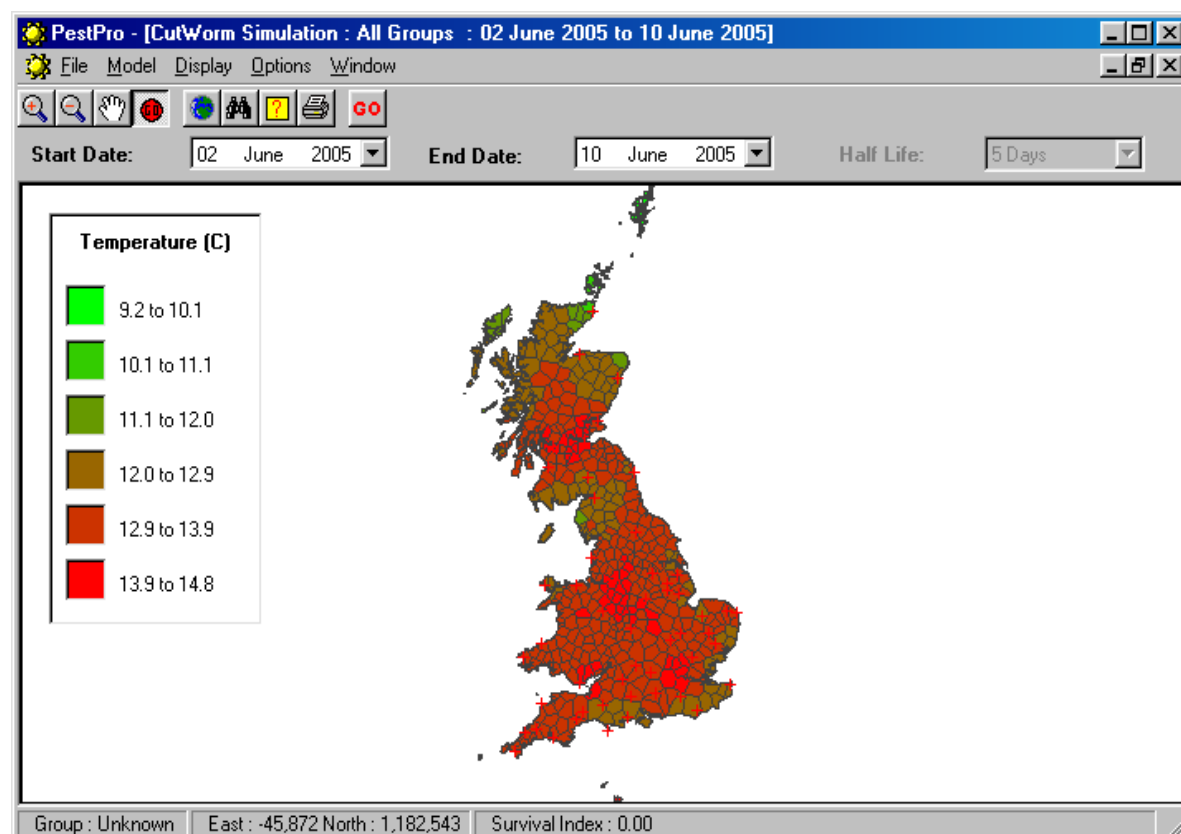 PestPro - [CutWorm Simulation : All Groups : 02 June 2005 to 10 June 2005]
File Model Display Options Window
GO
Start Date: 02 June 2005 End Date: 10 June 2005 Half Life: 5 Days
Temperature (C)
9.2 to 10.1
10.1 to 11.1
11.1 to 12.0
12.0 to 12.9
12.9 to 13.9
13.9 to 14.8
Group : Unknown East : -45,872 North : 1,182,543 Survival Index : 0.00